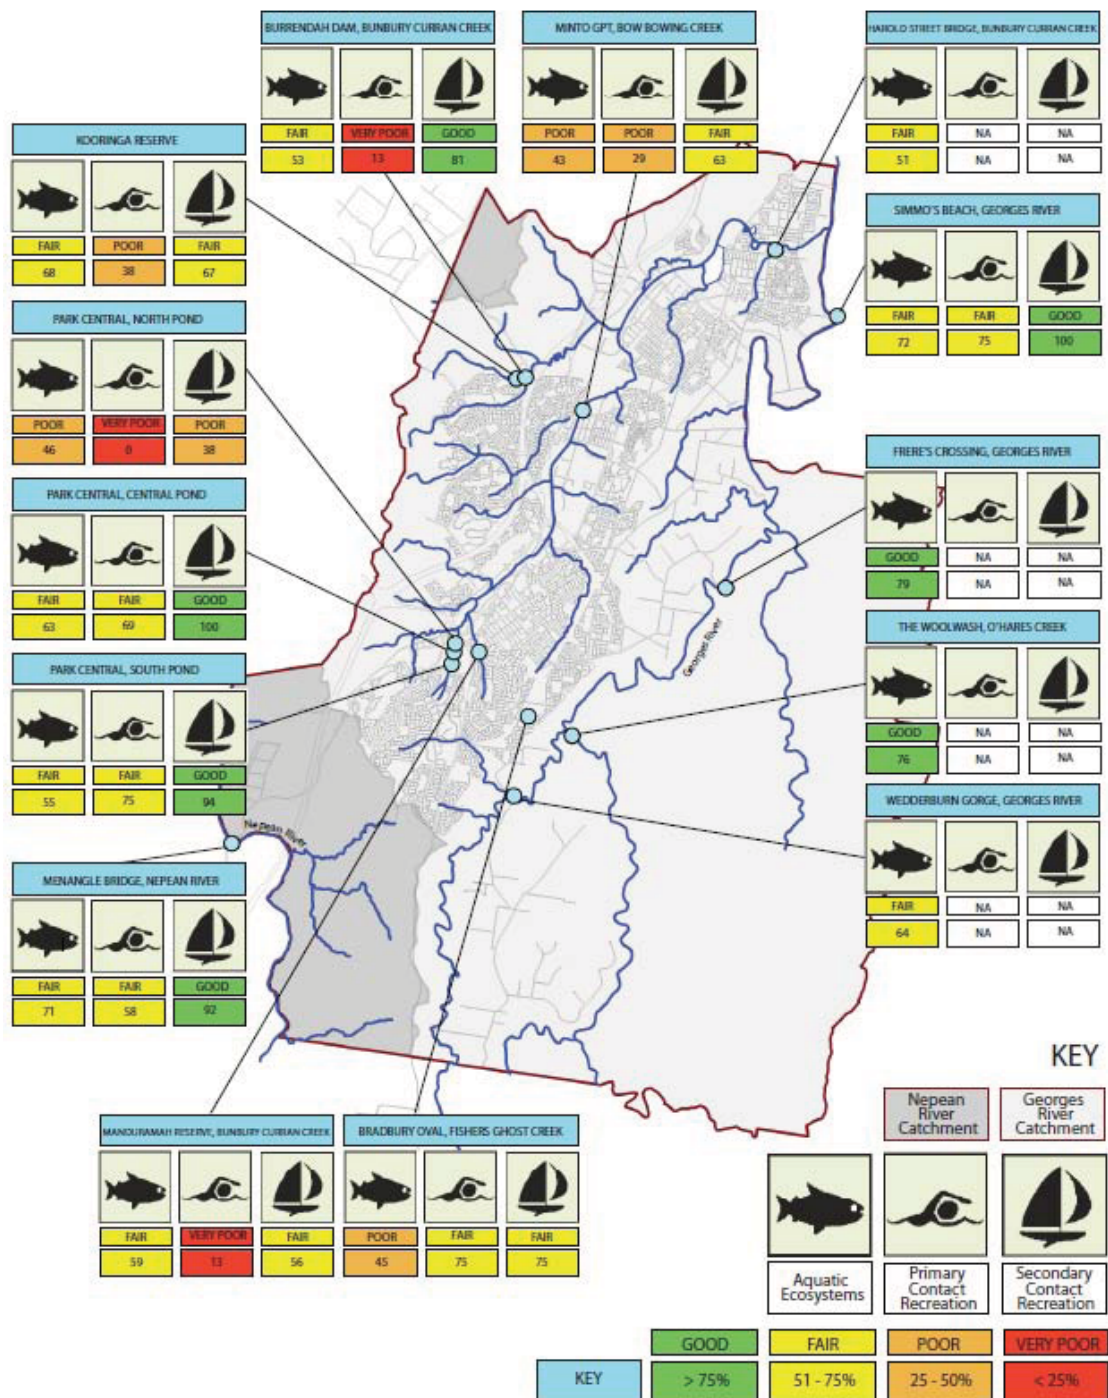 BURRENDAH DAM, BUNBURY CURRAN CREEK
FAIR VERY POOR GOOD
53 13 81
MINTO GPT, BOW BOWING CREEK
POOR POOR FAIR
43 29 63
HAROLD STREET BRIDGE, BUNBURY CURRAN CREEK
FAIR NA NA
51 NA NA
KOORINGA RESERVE
FAIR POOR FAIR
68 38 67
SIMMO'S BEACH, GEORGES RIVER
FAIR FAIR GOOD
72 75 100
PARK CENTRAL, NORTH POND
POOR VERY POOR POOR
46 0 38
FRERE'S CROSSING, GEORGES RIVER
GOOD NA NA
79 NA NA
PARK CENTRAL, CENTRAL POND
FAIR FAIR GOOD
63 69 100
THE WOOLWASH, O'HARES CREEK
GOOD NA NA
76 NA NA
PARK CENTRAL, SOUTH POND
FAIR FAIR GOOD
55 75 94
WEDDERBURN GORGE, GEORGES RIVER
FAIR NA NA
64 NA NA
Georges River
Nepean River
MENANGLE BRIDGE, NEPEAN RIVER
FAIR FAIR GOOD
71 58 92
MANDURAMAH RESERVE, BUNBURY CURRAN CREEK
FAIR VERY POOR FAIR
59 13 56
BRADBURY OVAL, FISHERS GHOST CREEK
POOR FAIR FAIR
45 75 75
KEY
Nepean
River
Catchment
Georges
River
Catchment
Aquatic
Ecosystems
Primary
Contact
Recreation
Secondary
Contact
Recreation
GOOD FAIR POOR VERY POOR
KEY > 75% 51 - 75% 25 - 50% < 25%